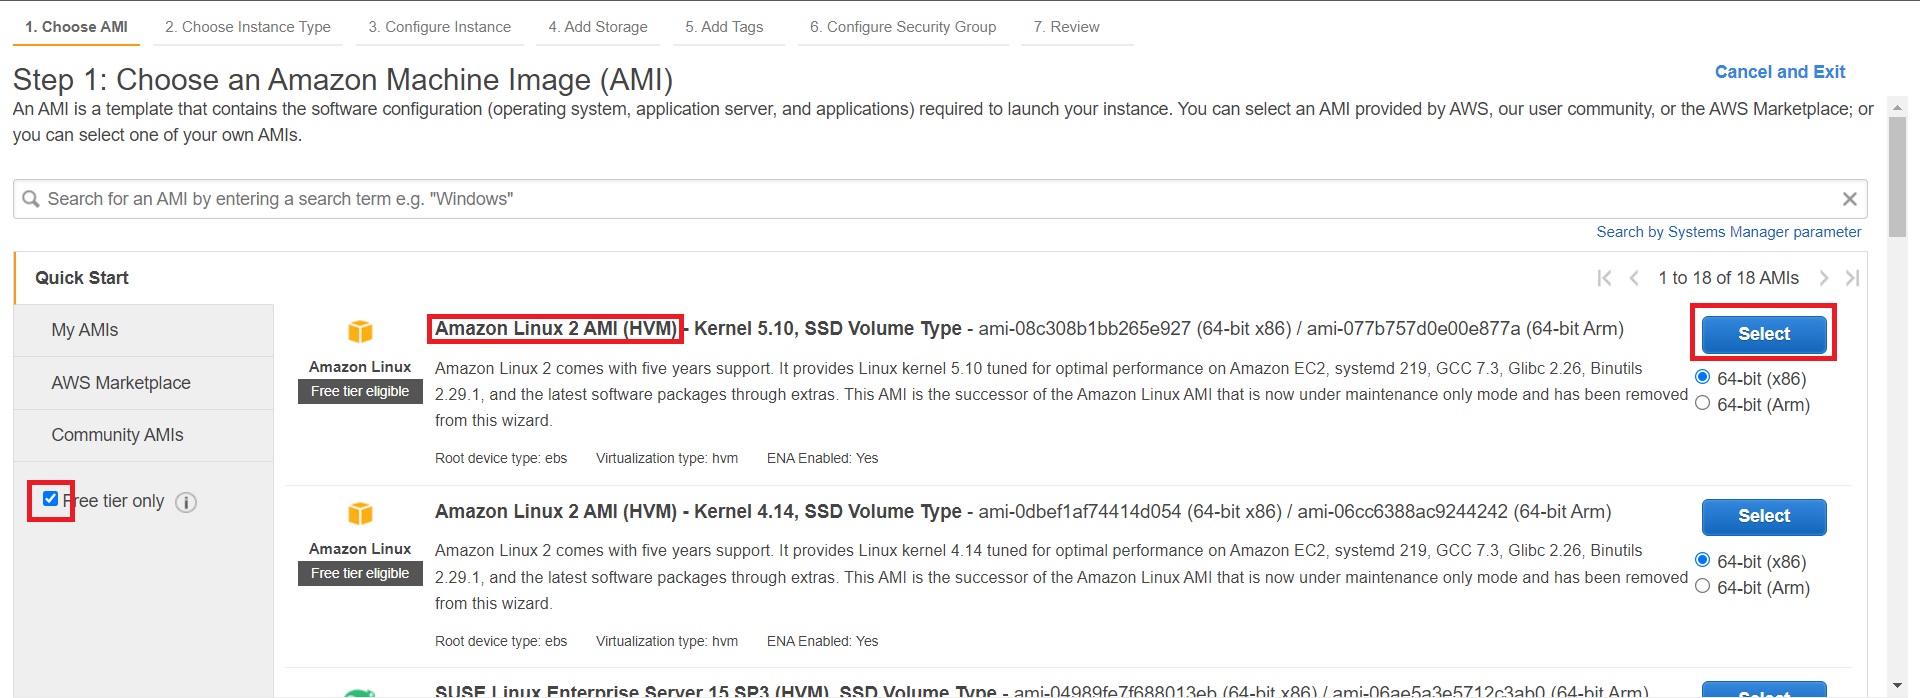 1. Choose AMI 2. Choose Instance Type 3. Configure Instance 4. Add Storage 5. Add Tags 6. Configure Security Group 7. Review
Step 1: Choose an Amazon Machine Image (AMI)
Cancel and Exit
An AMI is a template that contains the software configuration (operating system, application server, and applications) required to launch your instance. You can select an AMI provided by AWS, our user community, or the AWS Marketplace; or
you can select one of your own AMIs.
Search for an AMI by entering a search term e.g. "Windows"
Search by Systems Manager parameter
Quick Start
1 to 18 of 18 AMIs
My AMIs
AWS Marketplace
Community AMIs
Free tier only
Amazon Linux
Free tier eligible
Amazon Linux 2 AMI (HVM) - Kernel 5.10, SSD Volume Type - ami-08c308b1bb265e927 (64-bit x86) / ami-077b757d0e00e877a (64-bit Arm)
Amazon Linux 2 comes with five years support. It provides Linux kernel 5.10 tuned for optimal performance on Amazon EC2, systemd 219, GCC 7.3, Glibc 2.26, Binutils
2.29.1, and the latest software packages through extras. This AMI is the successor of the Amazon Linux AMI that is now under maintenance only mode and has been removed
from this wizard.
Root device type: ebs Virtualization type: hvm ENA Enabled: Yes
Select
64-bit (x86)
64-bit (Arm)
Amazon Linux
Free tier eligible
Amazon Linux 2 AMI (HVM) - Kernel 4.14, SSD Volume Type - ami-0dbef1af74414d054 (64-bit x86) / ami-06cc6388ac9244242 (64-bit Arm)
Amazon Linux 2 comes with five years support. It provides Linux kernel 4.14 tuned for optimal performance on Amazon EC2, systemd 219, GCC 7.3, Glibc 2.26, Binutils
2.29.1, and the latest software packages through extras. This AMI is the successor of the Amazon Linux AMI that is now under maintenance only mode and has been removed
from this wizard.
Root device type: ebs Virtualization type: hvm ENA Enabled: Yes
Select
64-bit (x86)
64-bit (Arm)
SUSE Linux Enterprise Server 15 SP3 (HVM), SSD Volume Type - ami-04989fe7f688013eb (64-bit x86) / ami-06ae5a3e5712c3ab0 (64-bit Arm)
Select